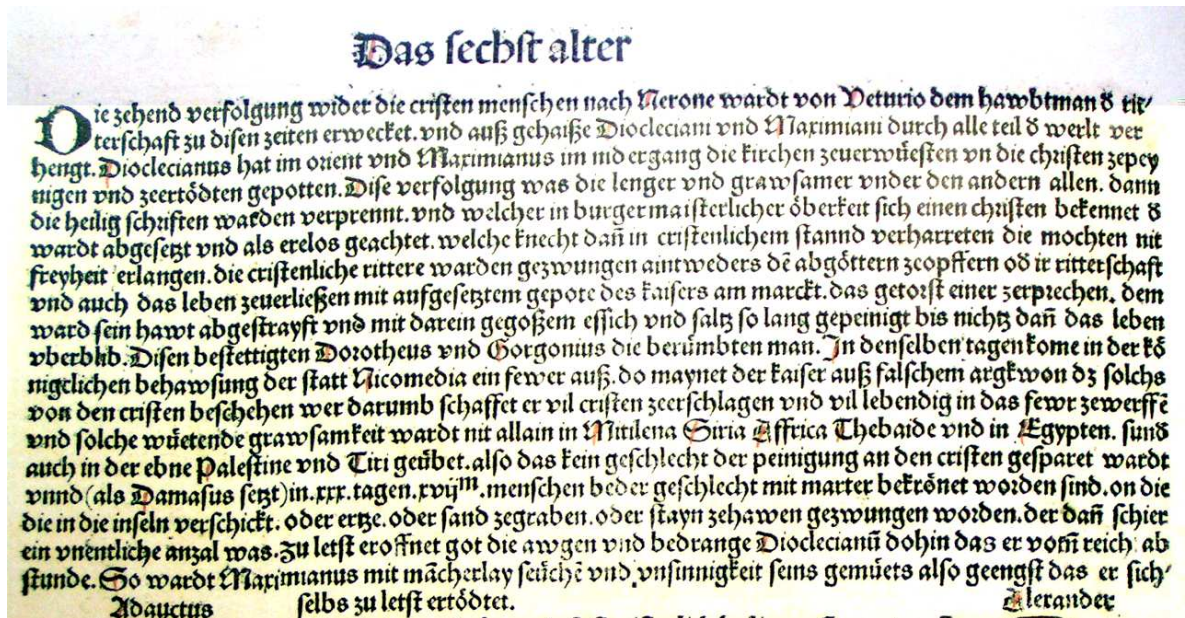 Das sechst alter
Die zehend verfolgung wider die cristen menschen nach Nerone wardt von Veturio dem hawbtman d̕ rit-
terschaft zu disen zeiten erwecket. vnd auß gehaiße Diocleciani vnd Maximiani durch alle teil d̕ werlt ver
hengt. Dioclecianus hat im orient vnd Maximianus im nidergang die kirchen zeuerwüesten vn die christen zepey
nigen vnd zeertödten gepotten. Dise verfolgung was die lenger vnd grawsamer vnder den andern allen. dann
die heilig schriften warden verprennt. vnd welcher in burgermaisterlicher öberkeit sich einen christen bekennet d̕
wardt abgesetzt vnd als erelos geachtet. welche knecht dañ in cristenlichem stannd verharreten die mochten nit
freyheit erlangen. die cristenliche rittere warden gezwungen aintweders dē abgöttern zeopffern od̕ ir ritterschaft
vnd auch das leben zeuerließen mit aufgesetztem gepote des kaisers am marckt. das getorst einer zerprechen. dem
ward sein hawt abgestrayft vnd mit darein gegoßem essich vnd saltz so lang gepeinigt bis nichtz dañ das leben
vberblib. Disen bestettigten Dorotheus vnd Gorgonius die berümbten man. In denselben tagen kome in der kö
nigclichen behawsung der statt Nicomedia ein fewer auß. do maynet der kaiser auß falschem argkwon dz solchs
von den cristen beschehen wer darumb schaffet er vil cristen zeerschlagen vnd vil lebendig in das fewr zewerffē
vnd solche wüetende grawsamkeit wardt nit allain in Mitilena Siria Affrica Thebaide vnd in Egypten. sund̕
auch in der ebne Palestine vnd Tiri geübet. also das kein geschlecht der peinigung an den cristen gesparet wardt
vnnd (als Damasus setzt) in .xxx. tagen .xvijᵐ. menschen beder geschlecht mit marter bekrönet worden sind. on die
die in die inseln verschickt. oder ertze. oder sand zegraben. oder stayn zehawen gezwungen worden. der dañ schier
ein vnentliche anzal was. Zu letst eroffnet got die awgen vnd bedrange Dioclecianū dohin das er vom̄ reich ab
stunde. So wardt Maximianus mit mācherlay seüchē vnd vnsinnigkeit seins gemüets also geengst das er sich-
Adauctus selbs zu letst ertödtet. Alexander